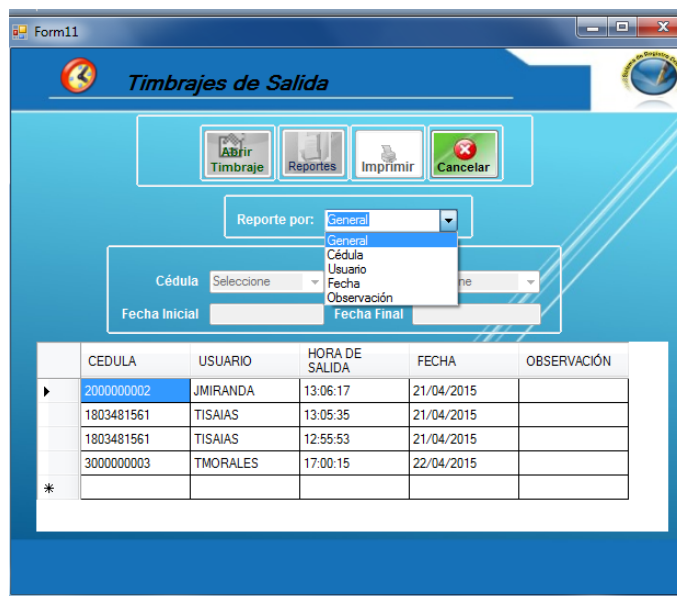 Form11
Timbrajes de Salida
Abrir Timbraje
Reportes
Imprimir
Cancelar
Reporte por: General
General
Cédula
Usuario
Fecha
Observación
Cédula Seleccione
Fecha Inicial Fecha Final
CEDULA USUARIO HORA DE SALIDA FECHA OBSERVACIÓN
2000000002 JMIRANDA 13:06:17 21/04/2015
1803481561 TISAIAS 13:05:35 21/04/2015
1803481561 TISAIAS 12:55:53 21/04/2015
3000000003 TMORALES 17:00:15 22/04/2015